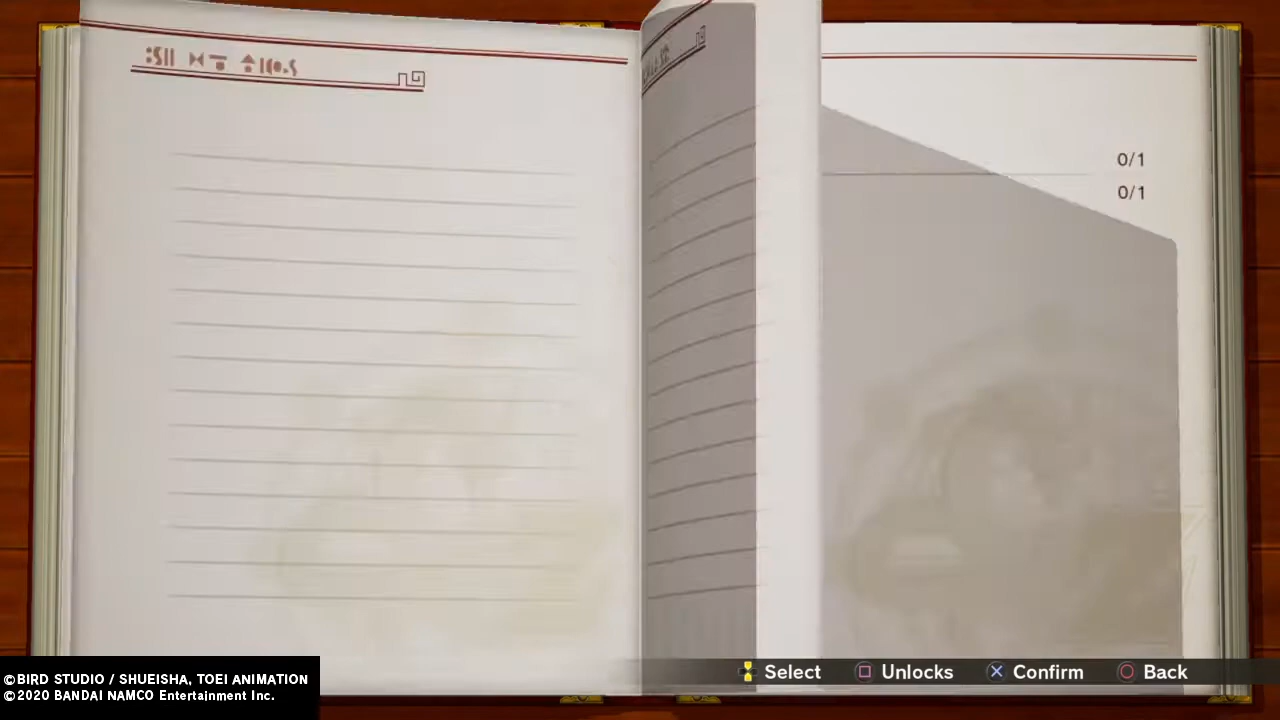 0/1
0/1
Select
Unlocks
Confirm
Back
©BIRD STUDIO / SHUEISHA, TOEI ANIMATION
©2020 BANDAI NAMCO Entertainment Inc.